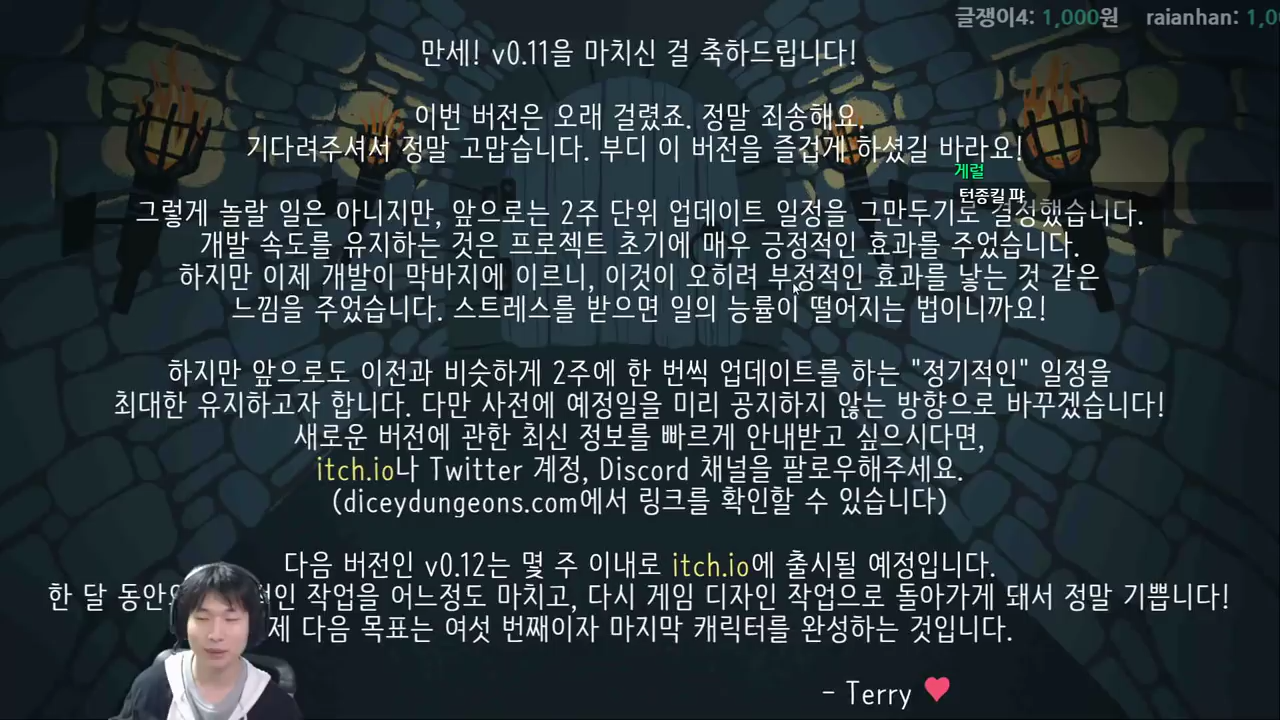 글쟁이4: 1,000원 raianhan: 1,0
만세! v0.11을 마치신 걸 축하드립니다!
이번 버전은 오래 걸렸죠. 정말 죄송해요.
기다려주셔서 정말 고맙습니다. 부디 이 버전을 즐겁게 하셨길 바라요!
게럴
턴종킬 퍄
그렇게 놀랄 일은 아니지만, 앞으로는 2주 단위 업데이트 일정을 그만두기로 결정했습니다.
개발 속도를 유지하는 것은 프로젝트 초기에 매우 긍정적인 효과를 주었습니다.
하지만 이제 개발이 막바지에 이르니, 이것이 오히려 부정적인 효과를 낳는 것 같은
느낌을 주었습니다. 스트레스를 받으면 일의 능률이 떨어지는 법이니까요!
하지만 앞으로도 이전과 비슷하게 2주에 한 번씩 업데이트를 하는 "정기적인" 일정을
최대한 유지하고자 합니다. 다만 사전에 예정일을 미리 공지하지 않는 방향으로 바꾸겠습니다!
새로운 버전에 관한 최신 정보를 빠르게 안내받고 싶으시다면,
itch.io나 Twitter 계정, Discord 채널을 팔로우해주세요.
(diceydungeons.com에서 링크를 확인할 수 있습니다)
다음 버전인 v0.12는 몇 주 이내로 itch.io에 출시될 예정입니다.
한 달 동안 작업을 어느정도 마치고, 다시 게임 디자인 작업으로 돌아가게 돼서 정말 기쁩니다!
제 다음 목표는 여섯 번째이자 마지막 캐릭터를 완성하는 것입니다.
- Terry